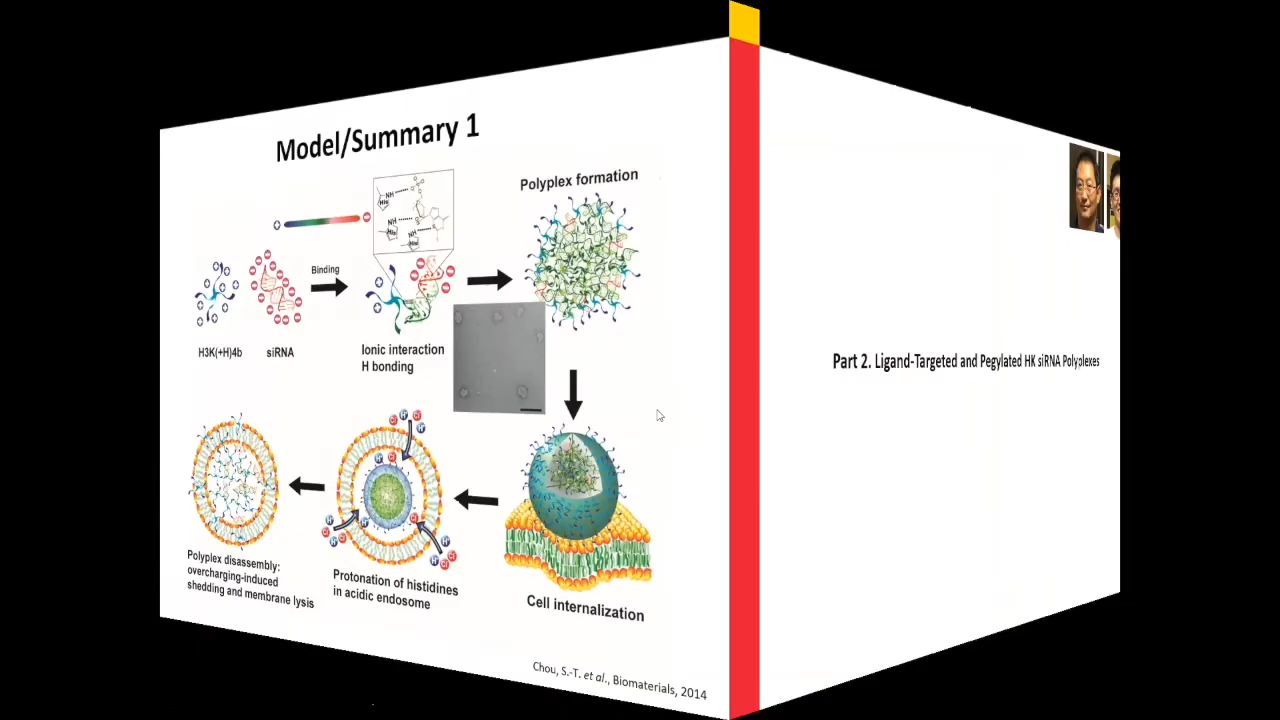 Model/Summary 1
Polyplex formation
Binding
H3K(+H)4b
siRNA
Ionic interaction
H bonding
Polyplex disassembly:
overcharging-induced
shedding and membrane lysis
Protonation of histidines
in acidic endosome
Cell internalization
Chou, S.-T. et al., Biomaterials, 2014
Part 2. Ligand-Targeted and Pegylated HK siRNA Polyplexes